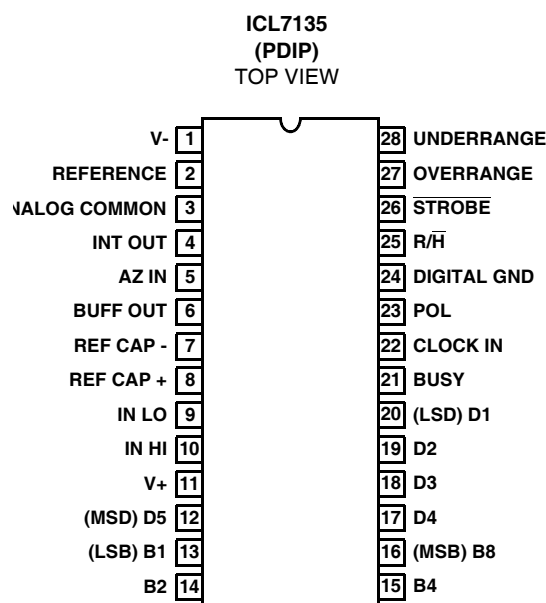 ICL7135
(PDIP)
TOP VIEW
V- 1 28 UNDERRANGE
REFERENCE 2 27 OVERRANGE
NALOG COMMON 3 26 STROBE
INT OUT 4 25 R/H
AZ IN 5 24 DIGITAL GND
BUFF OUT 6 23 POL
REF CAP - 7 22 CLOCK IN
REF CAP + 8 21 BUSY
IN LO 9 20 (LSD) D1
IN HI 10 19 D2
V+ 11 18 D3
(MSD) D5 12 17 D4
(LSB) B1 13 16 (MSB) B8
B2 14 15 B4